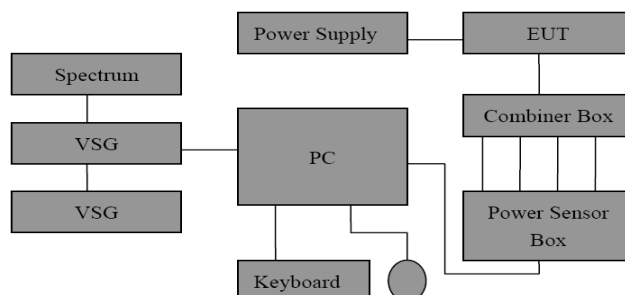 Power Supply
EUT
Spectrum
Combiner Box
VSG
PC
VSG
Power Sensor
Box
Keyboard